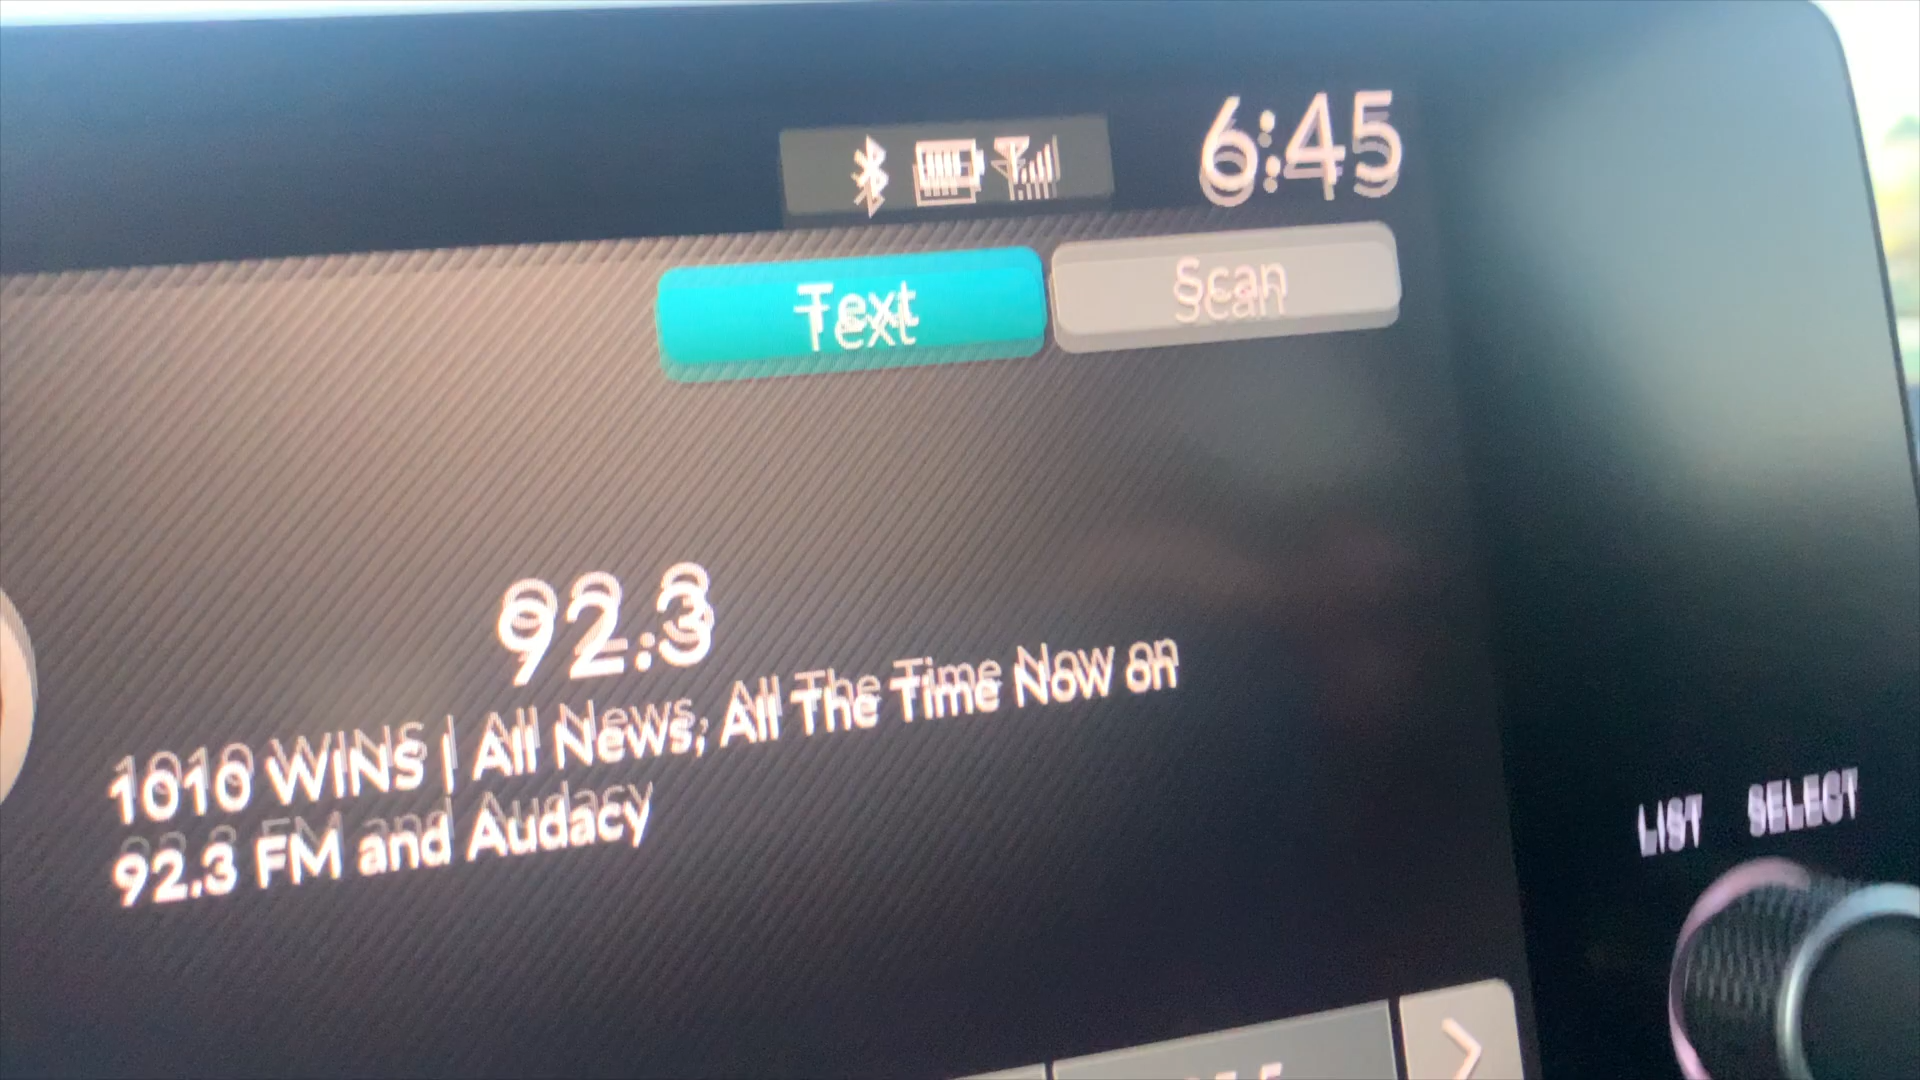 6:45
Text
Scan
92.3
1010 WINS | All News, All The Time Now on
92.3 FM and Audacy
LIST SELECT